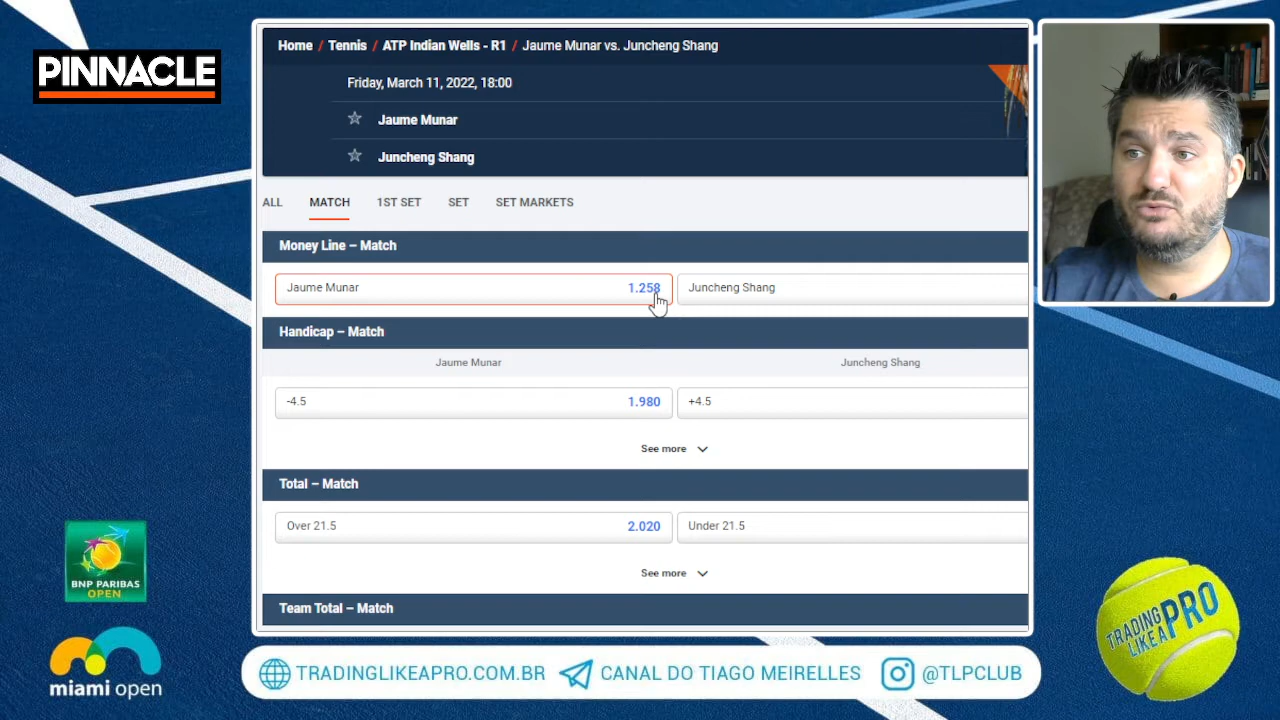 PINNACLE
Home / Tennis / ATP Indian Wells - R1 / Jaume Munar vs. Juncheng Shang
Friday, March 11, 2022, 18:00
Jaume Munar
Juncheng Shang
ALL MATCH 1ST SET SET SET MARKETS
Money Line – Match
Jaume Munar 1.258 Juncheng Shang
Handicap – Match
Jaume Munar Juncheng Shang
-4.5 1.980 +4.5
See more
Total – Match
Over 21.5 2.020 Under 21.5
See more
Team Total – Match
BNP PARIBAS
OPEN
miami open
TRADING
LIKE A PRO
TRADINGLIKEAPRO.COM.BR CANAL DO TIAGO MEIRELLES @TLPCLUB